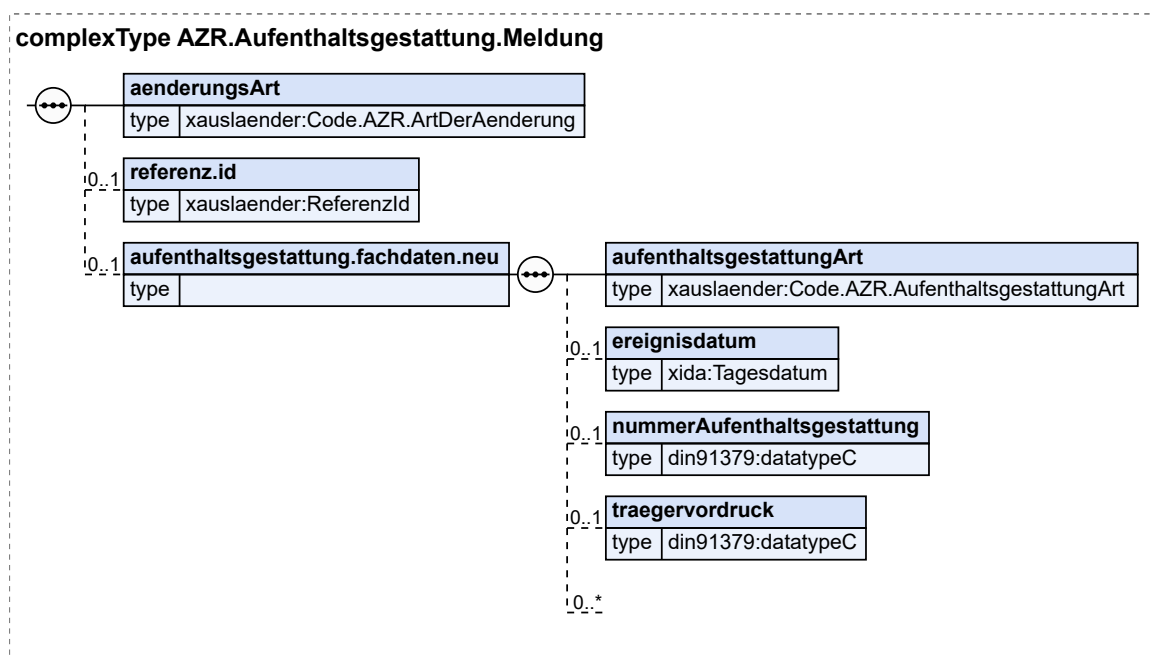 complexType AZR.Aufenthaltsgestattung.Meldung
aenderungsArt
type xauslaender:Code.AZR.ArtDerAenderung
0..1 referenz.id
type xauslaender:ReferenzId
0..1 aufenthaltsgestattung.fachdaten.neu
type
aufenthaltsgestattungArt
type xauslaender:Code.AZR.AufenthaltsgestattungArt
0..1 ereignisdatum
type xida:Tagesdatum
0..1 nummerAufenthaltsgestattung
type din91379:datatypeC
0..1 traegervordruck
type din91379:datatypeC
0..*